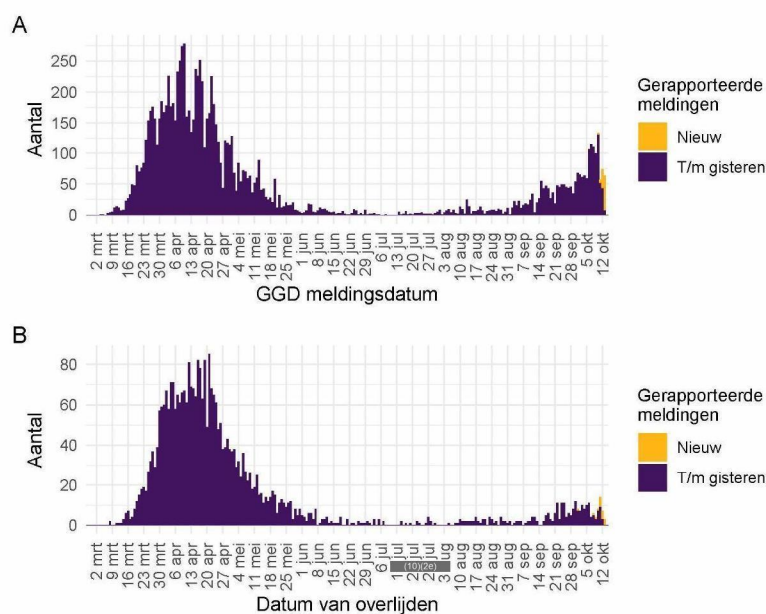 A
Aantal
250
200
150
100
50
0
2 mrt
9 mrt
16 mrt
23 mrt
30 mrt
6 apr
13 apr
20 apr
27 apr
4 mei
11 mei
18 mei
25 mei
1 jun
8 jun
15 jun
22 jun
29 jun
6 jul
13 jul
20 jul
27 jul
3 aug
10 aug
17 aug
24 aug
31 aug
7 sep
14 sep
21 sep
28 sep
5 okt
12 okt
GGD meldingsdatum
Gerapporteerde
meldingen
Nieuw
T/m gisteren
B
Aantal
80
60
40
20
0
2 mrt
9 mrt
16 mrt
23 mrt
30 mrt
6 apr
13 apr
20 apr
27 apr
4 mei
11 mei
18 mei
25 mei
1 jun
8 jun
15 jun
22 jun
29 jun
6 jul
jul
jul
jul
3 aug
10 aug
17 aug
24 aug
31 aug
7 sep
14 sep
21 sep
28 sep
5 okt
12 okt
(10)(2e)
Datum van overlijden
Gerapporteerde
meldingen
Nieuw
T/m gisteren